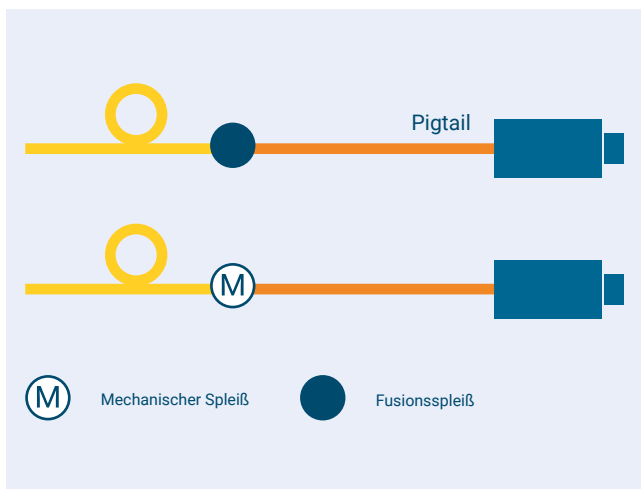 Pigtail
M
M
Mechanischer Spleiß
Fusionsspleiß